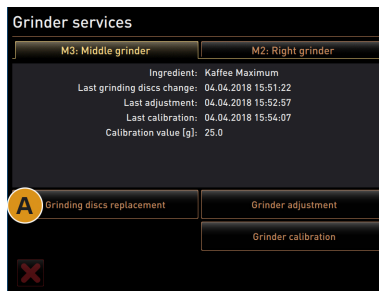 Grinder services
M3: Middle grinder
M2: Right grinder
Ingredient: Kaffee Maximum
Last grinding discs change: 04.04.2018 15:51:22
Last adjustment: 04.04.2018 15:52:57
Last calibration: 04.04.2018 15:54:07
Calibration value [g]: 25.0
A
Grinding discs replacement
Grinder adjustment
Grinder calibration